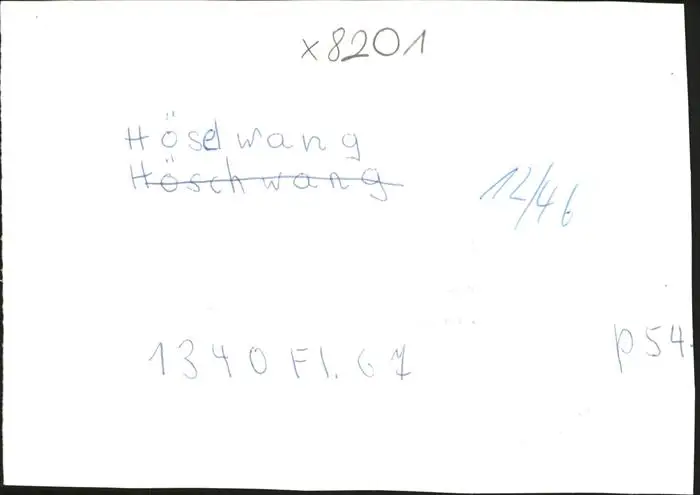 x8201
Höselwang
Höschwang
12/46
1340 Fl. 67
p54.